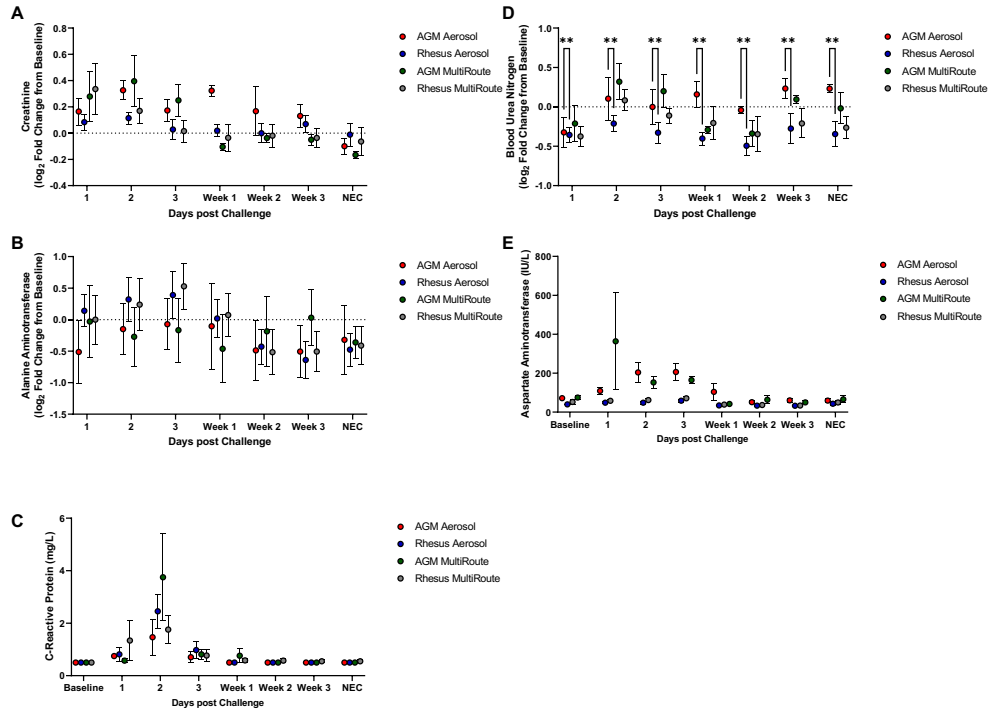 A
Creatinine
(log2 Fold Change from Baseline)
0.8
0.6
0.4
0.2
0.0
-0.2
-0.4
1
2
3
Week 1
Week 2
Week 3
NEC
Days post Challenge
AGM Aerosol
Rhesus Aerosol
AGM MultiRoute
Rhesus MultiRoute
D
Blood Urea Nitrogen
(log2 Fold Change from Baseline)
1.0
0.5
0.0
-0.5
-1.0
**
**
**
**
**
**
**
1
2
3
Week 1
Week 2
Week 3
NEC
Days post Challenge
AGM Aerosol
Rhesus Aerosol
AGM MultiRoute
Rhesus MultiRoute
B
Alanine Aminotransferase
(log2 Fold Change from Baseline)
1.0
0.5
0.0
-0.5
-1.0
-1.5
1
2
3
Week 1
Week 2
Week 3
NEC
Days post Challenge
AGM Aerosol
Rhesus Aerosol
AGM MultiRoute
Rhesus MultiRoute
E
Aspartate Aminotransferase (IU/L)
800
600
400
200
0
Baseline
1
2
3
Week 1
Week 2
Week 3
NEC
Days post Challenge
AGM Aerosol
Rhesus Aerosol
AGM MultiRoute
Rhesus MultiRoute
C
C-Reactive Protein (mg/L)
6
4
2
0
Baseline
1
2
3
Week 1
Week 2
Week 3
NEC
Days post Challenge
AGM Aerosol
Rhesus Aerosol
AGM MultiRoute
Rhesus MultiRoute